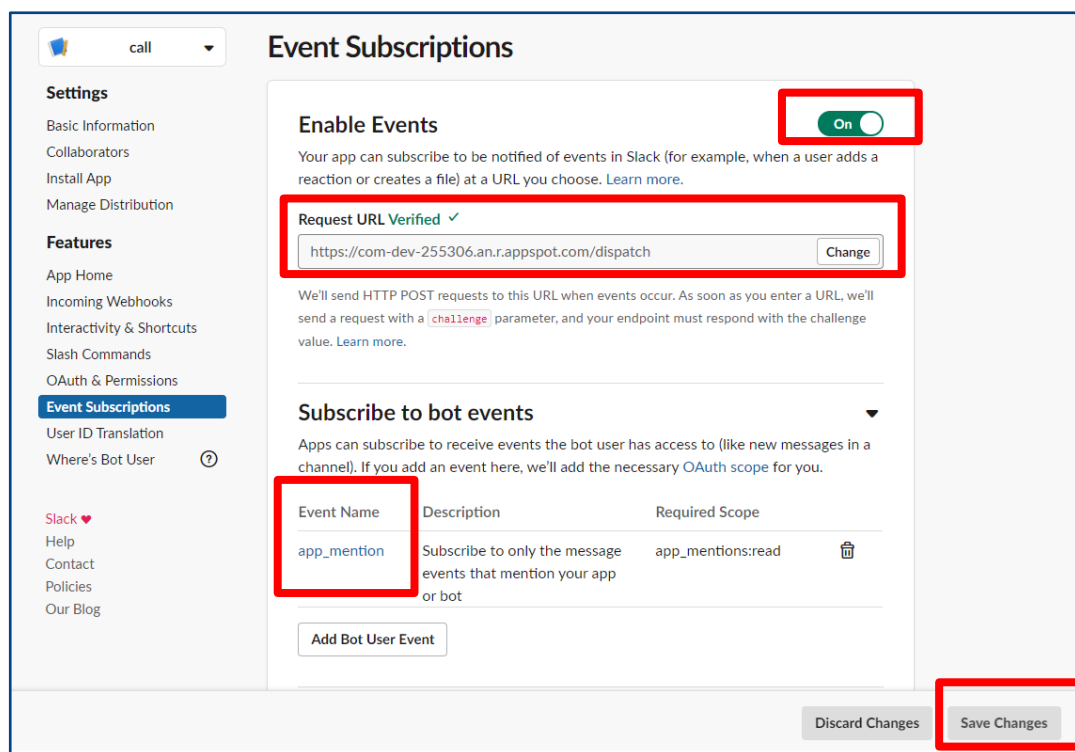 call
Event Subscriptions
Settings
Basic Information
Collaborators
Install App
Manage Distribution
Features
App Home
Incoming Webhooks
Interactivity & Shortcuts
Slash Commands
OAuth & Permissions
Event Subscriptions
User ID Translation
Where's Bot User ?
Slack ♥
Help
Contact
Policies
Our Blog
Enable Events
On
Your app can subscribe to be notified of events in Slack (for example, when a user adds a
reaction or creates a file) at a URL you choose. Learn more.
Request URL Verified ✓
https://com-dev-255306.an.r.appspot.com/dispatch
Change
We'll send HTTP POST requests to this URL when events occur. As soon as you enter a URL, we'll
send a request with a challenge parameter, and your endpoint must respond with the challenge
value. Learn more.
Subscribe to bot events
Apps can subscribe to receive events the bot user has access to (like new messages in a
channel). If you add an event here, we'll add the necessary OAuth scope for you.
Event Name Description Required Scope
app_mention Subscribe to only the message app_mentions:read
events that mention your app
or bot
Add Bot User Event
Discard Changes Save Changes